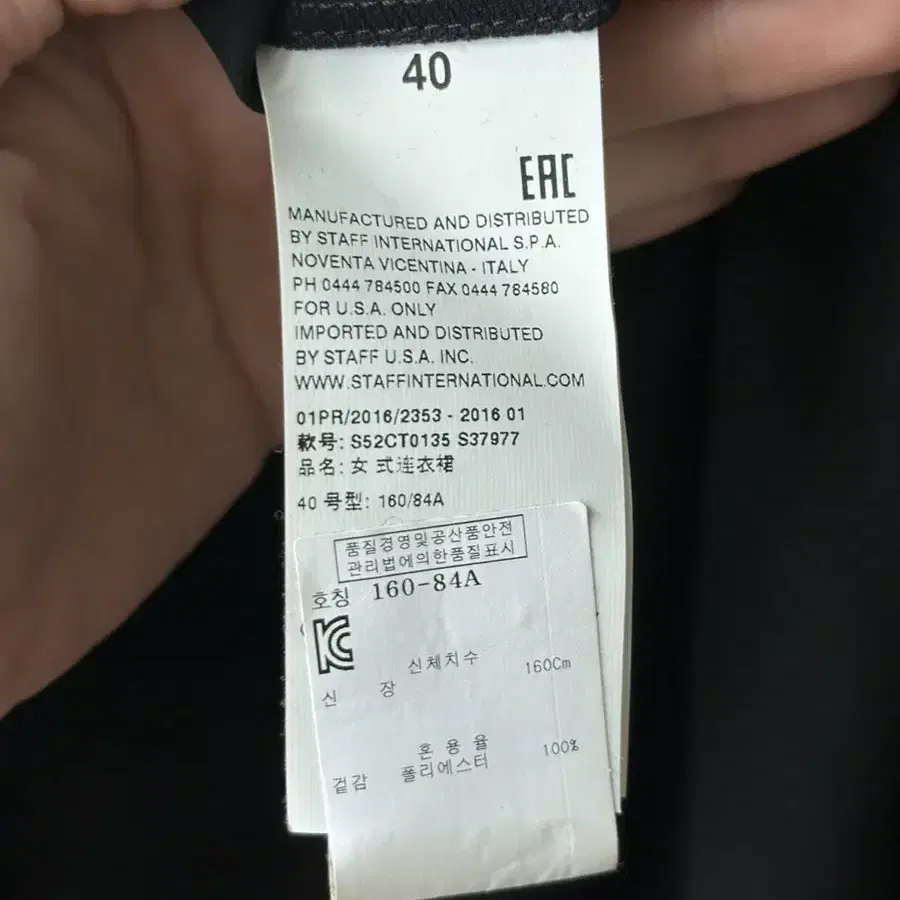 40
EAC
MANUFACTURED AND DISTRIBUTED
BY STAFF INTERNATIONAL S.P.A.
NOVENTA VICENTINA - ITALY
PH 0444 784500 FAX 0444 784580
FOR U.S.A. ONLY
IMPORTED AND DISTRIBUTED
BY STAFF U.S.A. INC.
WWW.STAFFINTERNATIONAL.COM
01PR/2016/2353 - 2016 01
款号: S52CT0135 S37977
品名: 女 式连衣裙
40 号型: 160/84A
품질경영및공산품안전
관리법에의한품질표시
호칭 160-84A
KC
신체치수
신 장 160Cm
혼 용 율
겉감 폴리에스터 100%